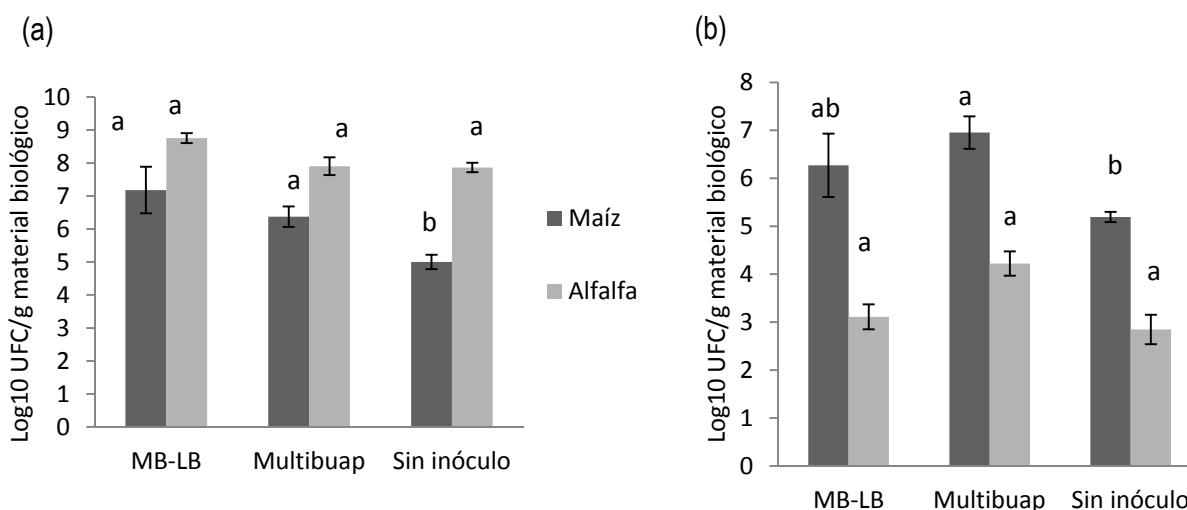 (a)
Log10 UFC/g material biológico
10
9
8
7
6
5
4
3
2
1
0
a
a
a
a
b
a
MB-LB
Multibuap
Sin inóculo
Maíz
Alfalfa
(b)
Log10 UFC/g material biológico
8
7
6
5
4
3
2
1
0
ab
a
a
a
b
a
MB-LB
Multibuap
Sin inóculo